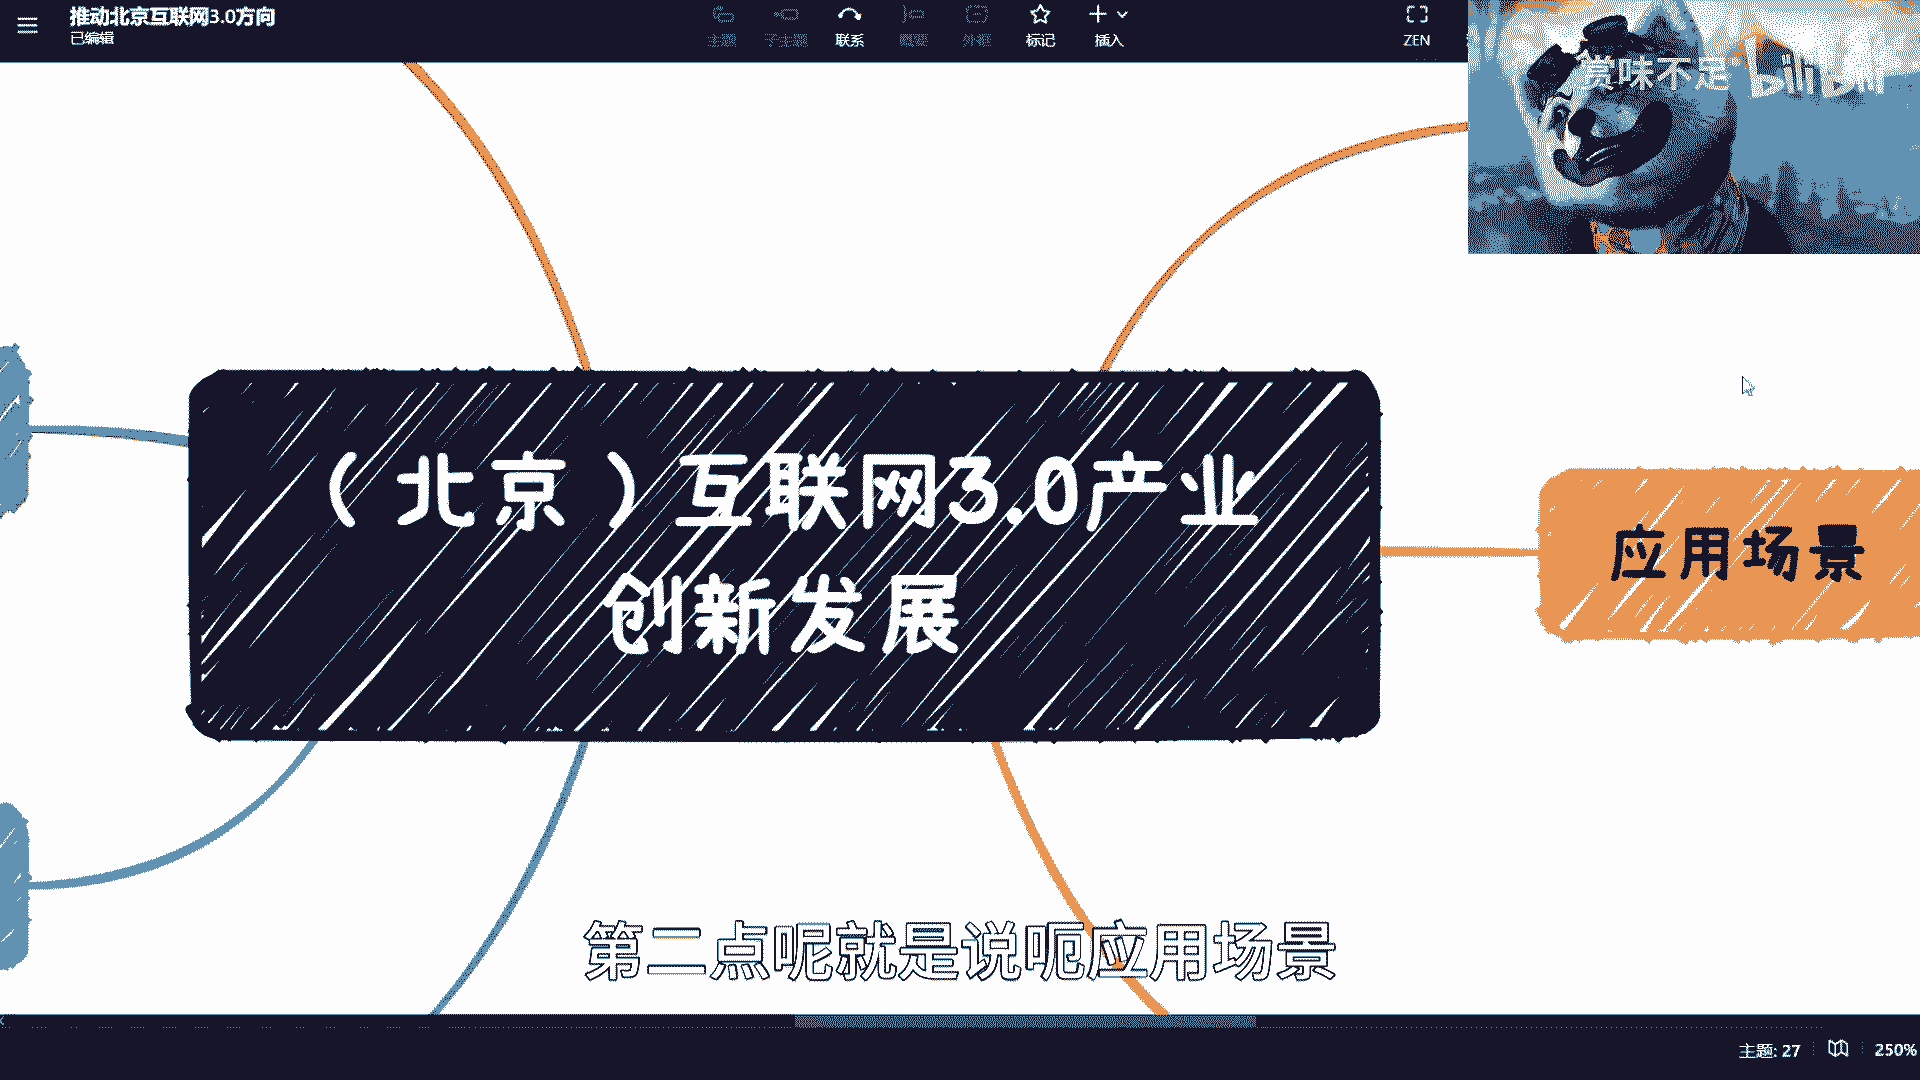 推动北京互联网3.0方向
已编辑
主题
子主题
联系
概要
外框
标记
插入
ZEN
赏味不足 bilibili
（北京）互联网3.0产业
创新发展
应用场景
第二点呢就是说呃应用场景
主题: 27
250%